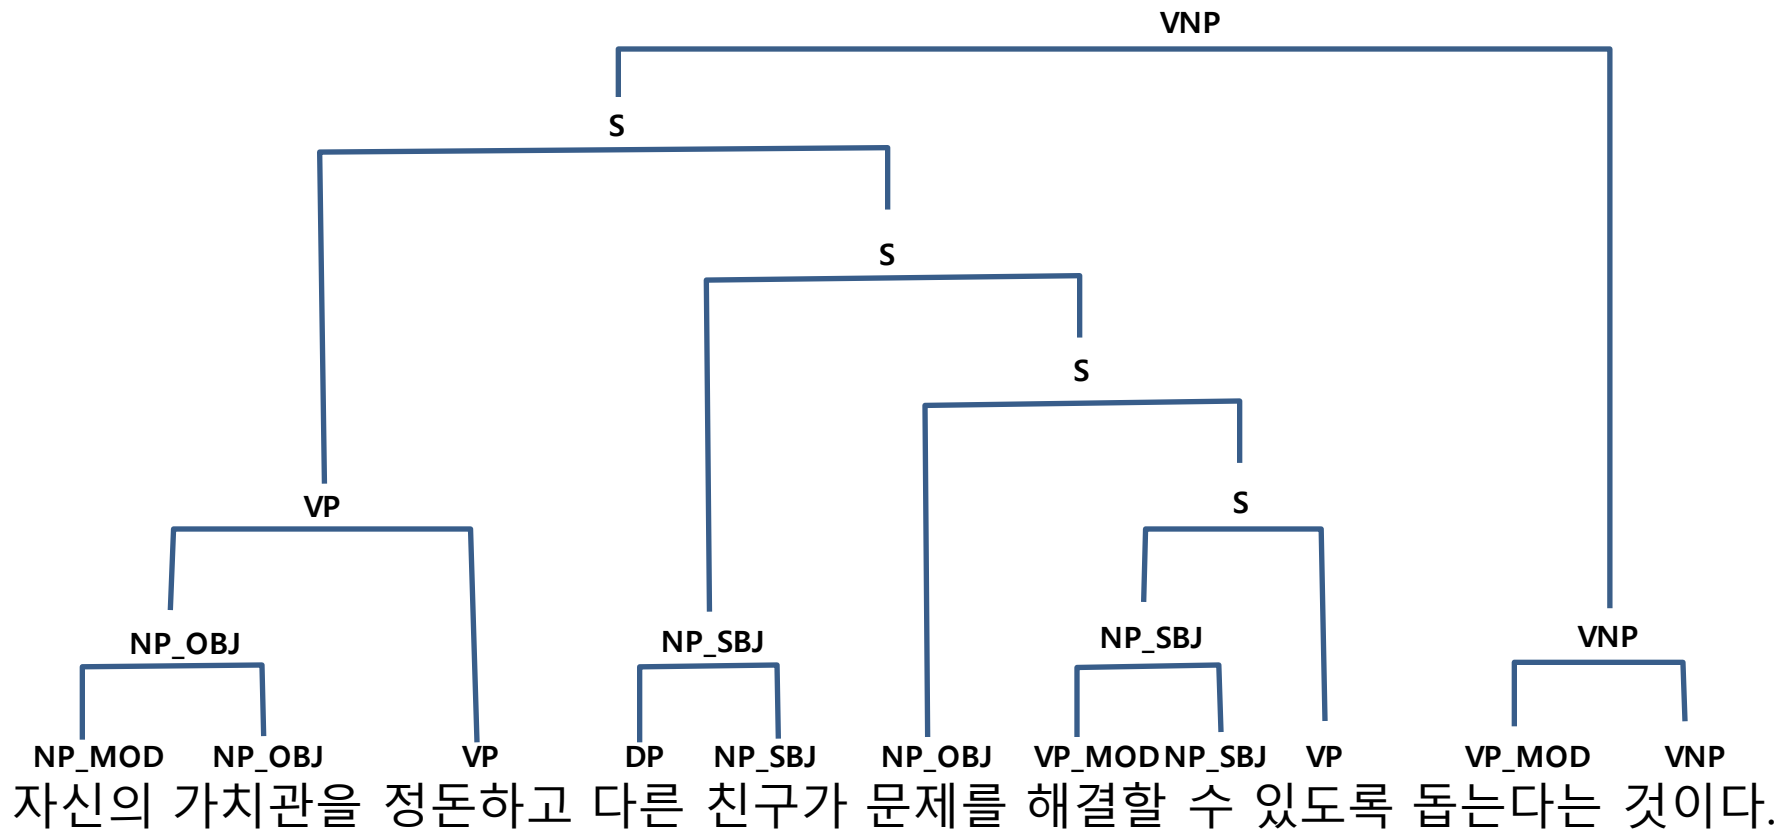 VNP
S
S
S
VP S
NP_OBJ NP_SBJ NP_SBJ VNP
NP_MOD NP_OBJ VP DP NP_SBJ NP_OBJ VP_MOD NP_SBJ VP VP_MOD VNP
자신의 가치관을 정돈하고 다른 친구가 문제를 해결할 수 있도록 돕는다는 것이다.